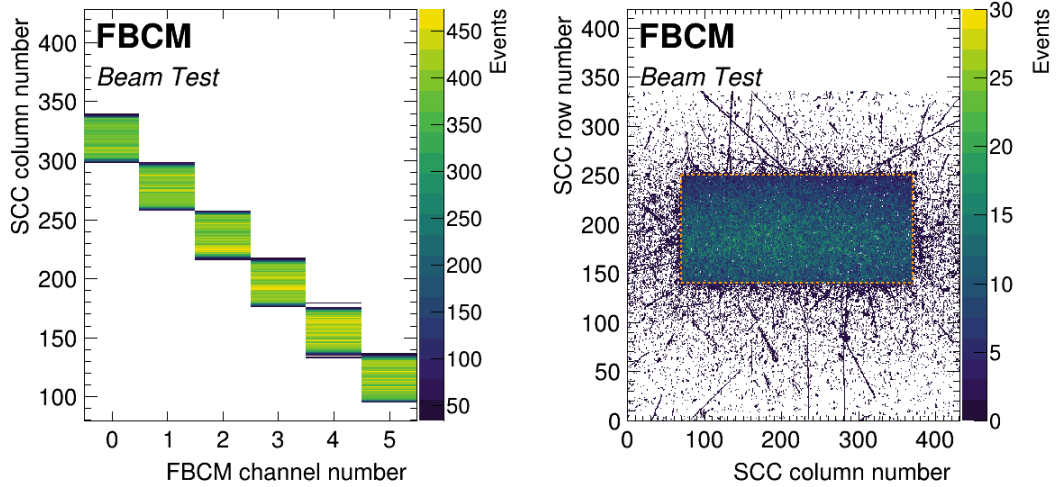 FBCM
Beam Test
SCC column number
400
350
300
250
200
150
100
0 1 2 3 4 5
FBCM channel number
Events
450
400
350
300
250
200
150
100
50
FBCM
Beam Test
SCC row number
400
350
300
250
200
150
100
50
0
0 100 200 300 400
SCC column number
Events
30
25
20
15
10
5
0